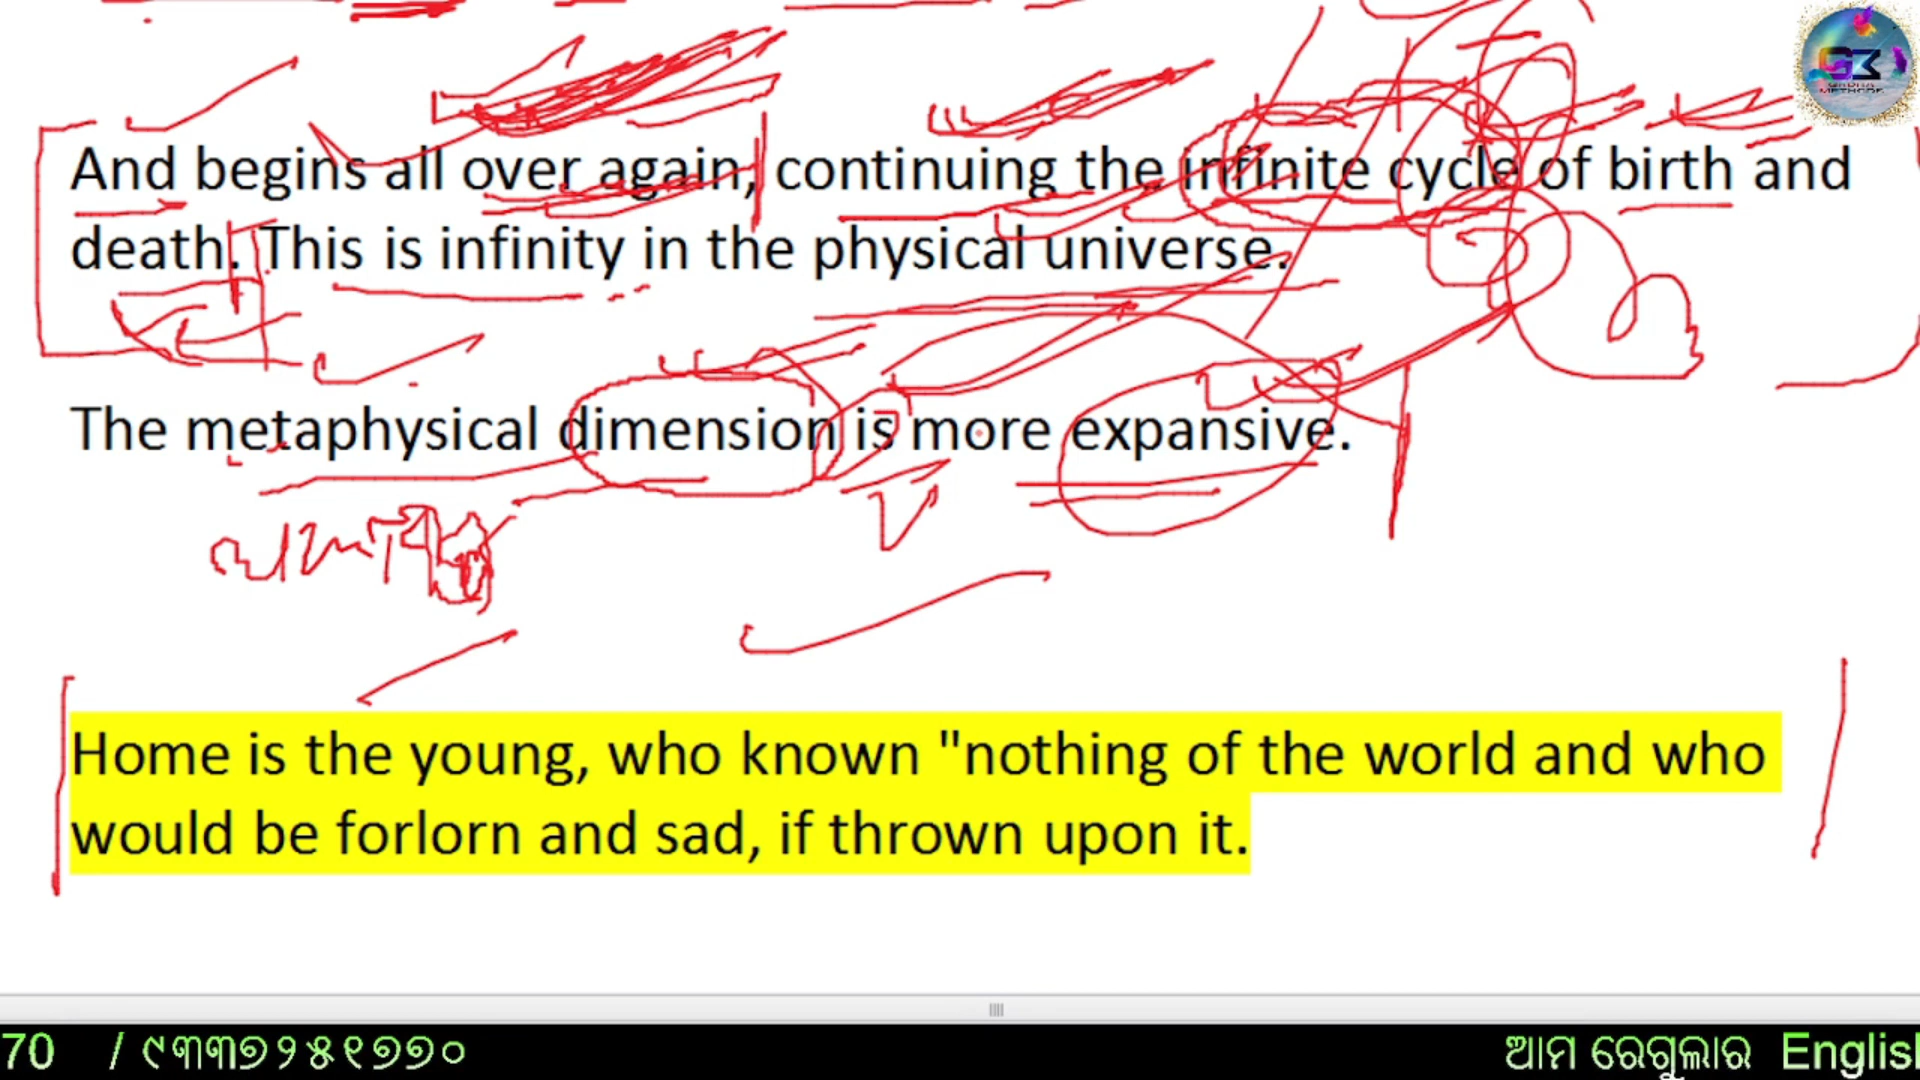 And begins all over again, continuing the infinite cycle of birth and
death. This is infinity in the physical universe.
The metaphysical dimension is more expansive.
Home is the young, who known "nothing of the world and who
would be forlorn and sad, if thrown upon it.
70 / ୯୩୩୭୨୫୧୭୭୦ ଆମ ରେଗୁଲାର English